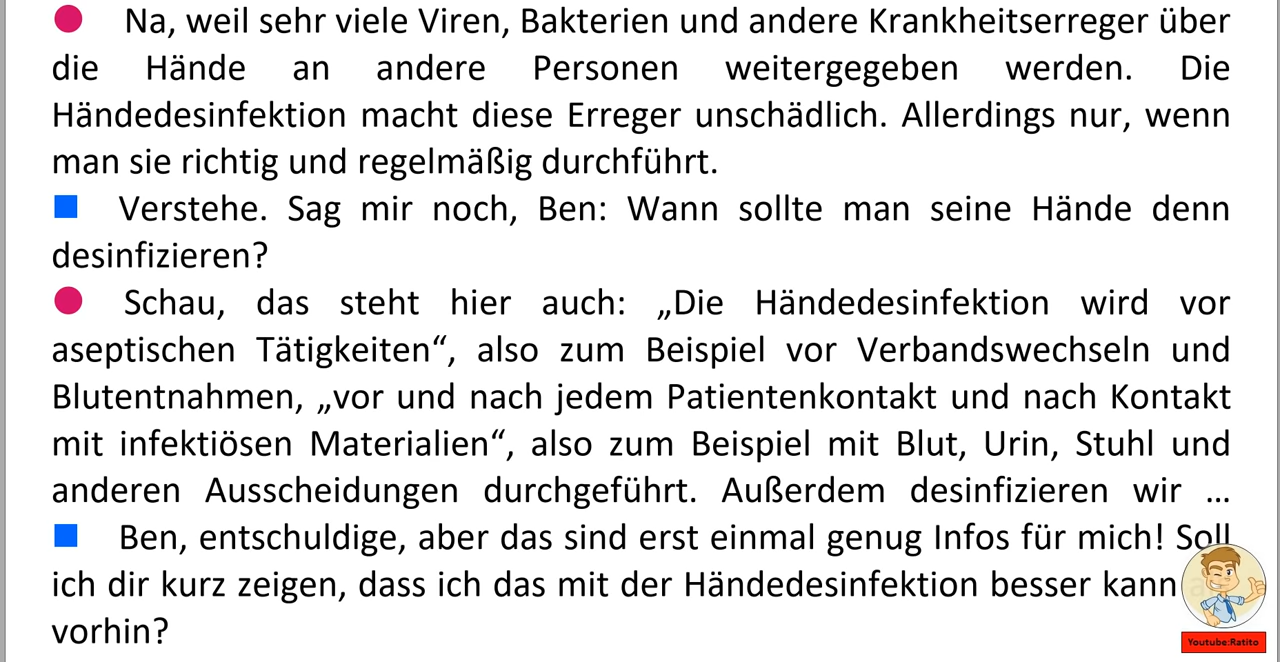 Na, weil sehr viele Viren, Bakterien und andere Krankheitserreger über
die Hände an andere Personen weitergegeben werden. Die
Händedesinfektion macht diese Erreger unschädlich. Allerdings nur, wenn
man sie richtig und regelmäßig durchführt.
Verstehe. Sag mir noch, Ben: Wann sollte man seine Hände denn
desinfizieren?
Schau, das steht hier auch: „Die Händedesinfektion wird vor
aseptischen Tätigkeiten“, also zum Beispiel vor Verbandswechseln und
Blutentnahmen, „vor und nach jedem Patientenkontakt und nach Kontakt
mit infektiösen Materialien“, also zum Beispiel mit Blut, Urin, Stuhl und
anderen Ausscheidungen durchgeführt. Außerdem desinfizieren wir ...
Ben, entschuldige, aber das sind erst einmal genug Infos für mich! Soll
ich dir kurz zeigen, dass ich das mit der Händedesinfektion besser kann
vorhin?
Youtube:Ratito